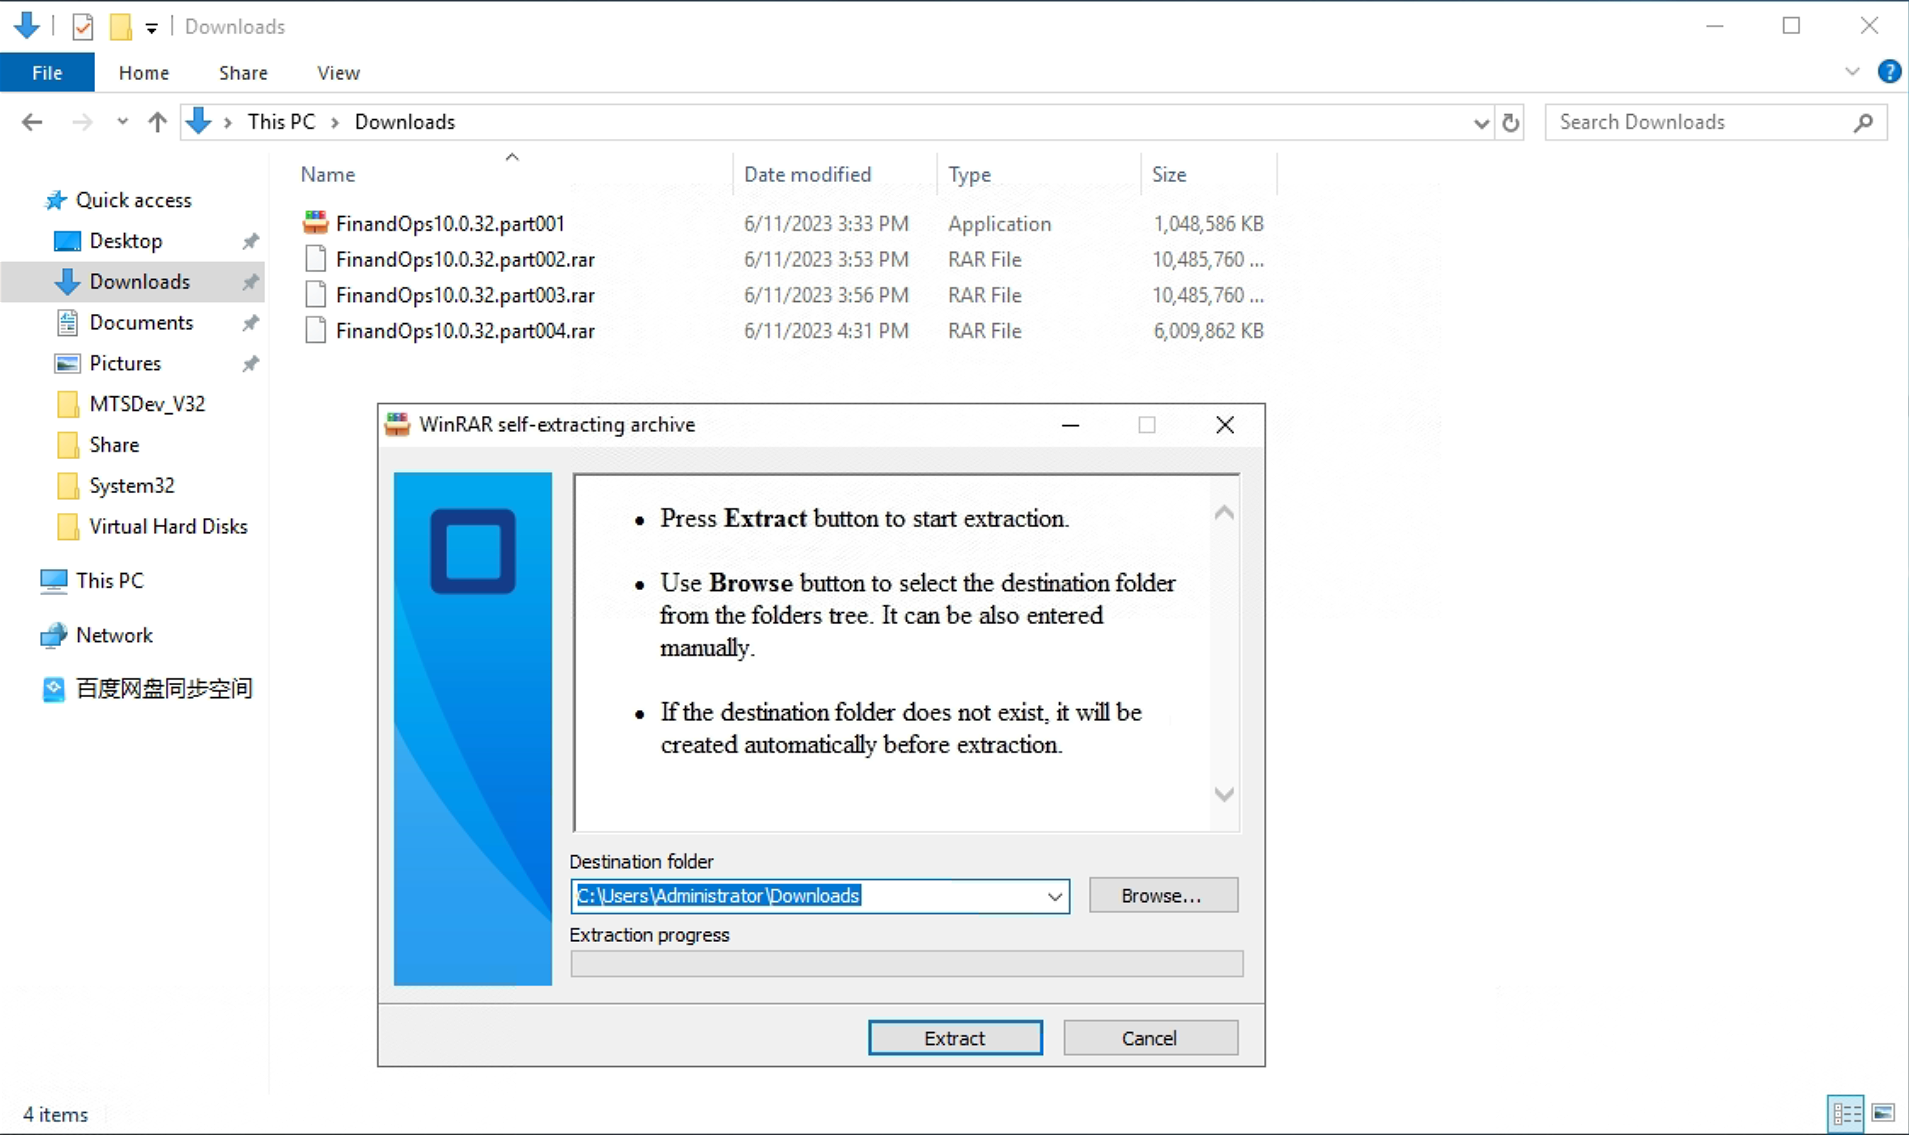 Downloads
File Home Share View
This PC > Downloads
Search Downloads
Name Date modified Type Size
FinandOps10.0.32.part001 6/11/2023 3:33 PM Application 1,048,586 KB
FinandOps10.0.32.part002.rar 6/11/2023 3:53 PM RAR File 10,485,760 ...
FinandOps10.0.32.part003.rar 6/11/2023 3:56 PM RAR File 10,485,760 ...
FinandOps10.0.32.part004.rar 6/11/2023 4:31 PM RAR File 6,009,862 KB
Quick access
Desktop
Downloads
Documents
Pictures
MTSDev_V32
Share
System32
Virtual Hard Disks
This PC
Network
百度网盘同步空间
WinRAR self-extracting archive
• Press Extract button to start extraction.
• Use Browse button to select the destination folder
from the folders tree. It can be also entered
manually.
• If the destination folder does not exist, it will be
created automatically before extraction.
Destination folder
C:\Users\Administrator\Downloads
Browse...
Extraction progress
Extract Cancel
4 items